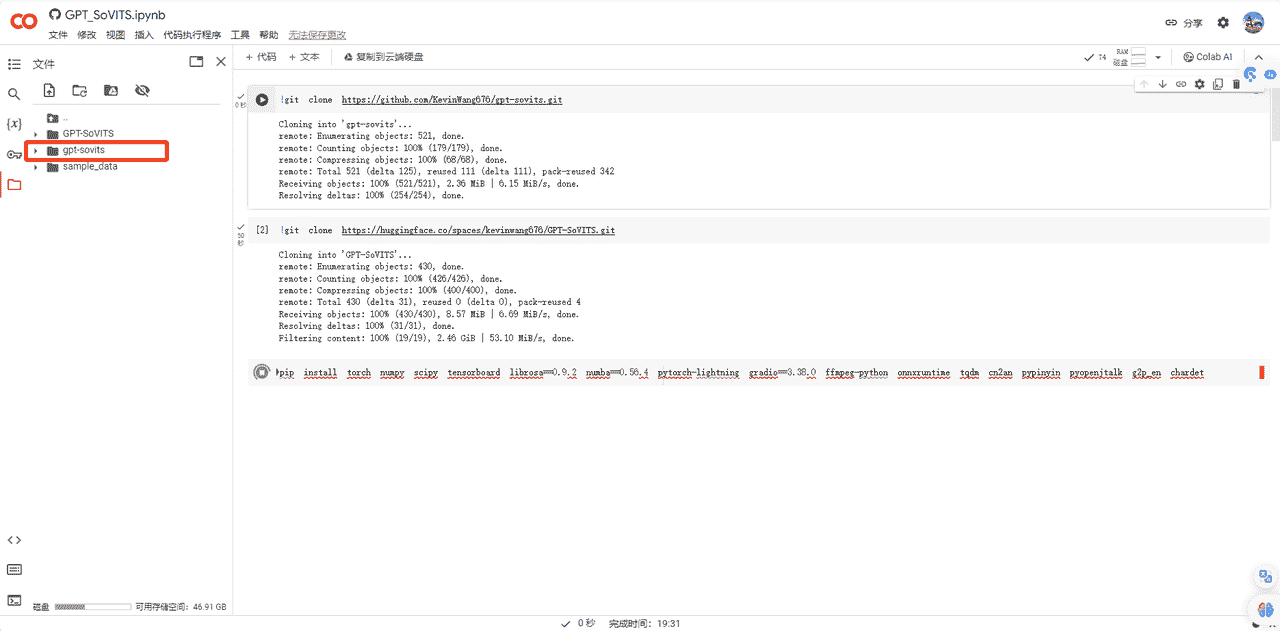 GPT_SoVITS.ipynb
文件 修改 视图 插入 代码执行程序 工具 帮助 无法保存更改
分享
文件
+ 代码 + 文本 复制到云端硬盘
T4 RAM 磁盘
Colab AI
..
GPT-SoVITS
gpt-sovits
sample_data
0 秒
!git clone https://github.com/KevinWang676/gpt-sovits.git
Cloning into 'gpt-sovits'...
remote: Enumerating objects: 521, done.
remote: Counting objects: 100% (179/179), done.
remote: Compressing objects: 100% (68/68), done.
remote: Total 521 (delta 125), reused 111 (delta 111), pack-reused 342
Receiving objects: 100% (521/521), 2.36 MiB | 6.15 MiB/s, done.
Resolving deltas: 100% (254/254), done.
50 秒
[2] !git clone https://huggingface.co/spaces/kevinwang676/GPT-SoVITS.git
Cloning into 'GPT-SoVITS'...
remote: Enumerating objects: 430, done.
remote: Counting objects: 100% (426/426), done.
remote: Compressing objects: 100% (400/400), done.
remote: Total 430 (delta 31), reused 0 (delta 0), pack-reused 4
Receiving objects: 100% (430/430), 8.57 MiB | 6.69 MiB/s, done.
Resolving deltas: 100% (31/31), done.
Filtering content: 100% (19/19), 2.46 GiB | 53.10 MiB/s, done.
!pip install torch numpy scipy tensorboard librosa==0.9.2 numba==0.56.4 pytorch-lightning gradio==3.38.0 ffmpeg-python onnxruntime tqdm cn2an pypinyin pyopenjtalk g2p_en chardet
磁盘 可用存储空间: 46.91 GB
0 秒 完成时间: 19:31